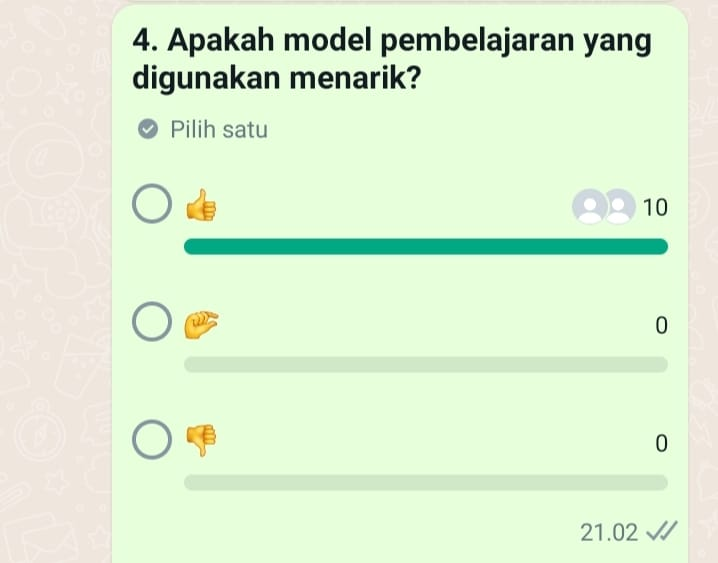 4. Apakah model pembelajaran yang
digunakan menarik?
Pilih satu
👍 10
🤏 0
👎 0
21.02